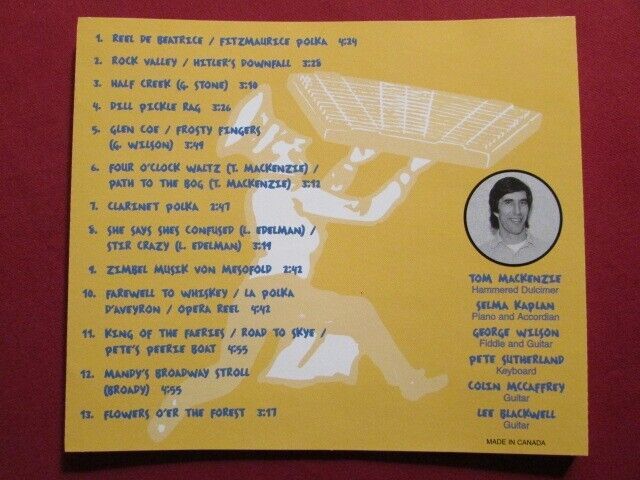 1. REEL DE BEATRICE / FITZMAURICE POLKA 4:24
2. ROCK VALLEY / HITLER'S DOWNFALL 3:28
3. HALF CREEK (G. STONE) 3:10
4. DILL PICKLE RAG 3:26
5. GLEN COE / FROSTY FINGERS
(G. WILSON) 3:49
6. FOUR O'CLOCK WALTZ (T. MACKENZIE) /
PATH TO THE BOG (T. MACKENZIE) 3:12
7. CLARINET POLKA 2:47
8. SHE SAYS SHES CONFUSED (L. EDELMAN) /
STIR CRAZY (L. EDELMAN) 3:19
9. ZIMBEL MUSIK VON MESOFOLD 2:42
10. FAREWELL TO WHISKEY / LA POLKA
D'AVEYRON / OPERA REEL 4:42
11. KING OF THE FAERIES / ROAD TO SKYE /
PETE'S PEERIE BOAT 4:55
12. MANDY'S BROADWAY STROLL
(BROADY) 4:55
13. FLOWERS O'ER THE FOREST 3:17
TOM MACKENZIE
Hammered Dulcimer
SELMA KAPLAN
Piano and Accordian
GEORGE WILSON
Fiddle and Guitar
PETE SUTHERLAND
Keyboard
COLIN MCCAFFREY
Guitar
LEE BLACKWELL
Guitar
MADE IN CANADA